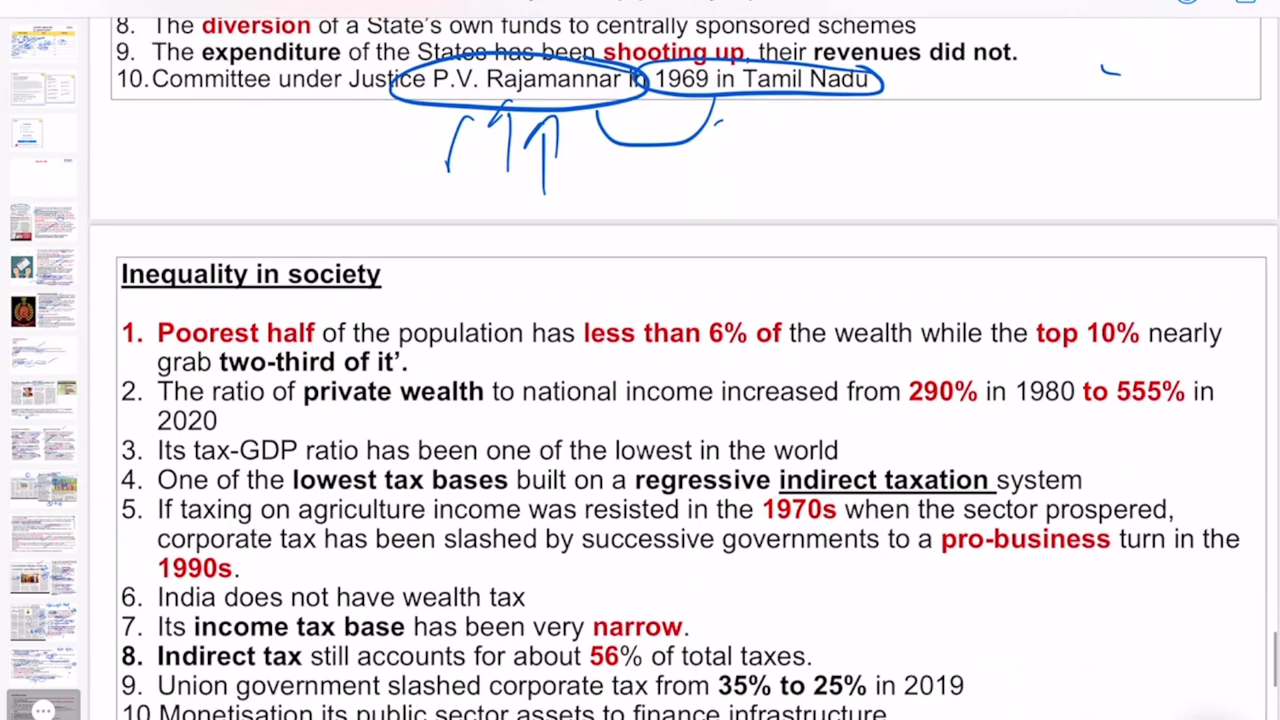 8. The diversion of a State's own funds to centrally sponsored schemes
9. The expenditure of the States has been shooting up, their revenues did not.
10. Committee under Justice P.V. Rajamannar in 1969 in Tamil Nadu
Inequality in society
1. Poorest half of the population has less than 6% of the wealth while the top 10% nearly
grab two-third of it'.
2. The ratio of private wealth to national income increased from 290% in 1980 to 555% in
2020
3. Its tax-GDP ratio has been one of the lowest in the world
4. One of the lowest tax bases built on a regressive indirect taxation system
5. If taxing on agriculture income was resisted in the 1970s when the sector prospered,
corporate tax has been slashed by successive governments to a pro-business turn in the
1990s.
6. India does not have wealth tax
7. Its income tax base has been very narrow.
8. Indirect tax still accounts for about 56% of total taxes.
9. Union government slashed corporate tax from 35% to 25% in 2019
10. Monetisation its public sector assets to finance infrastructure